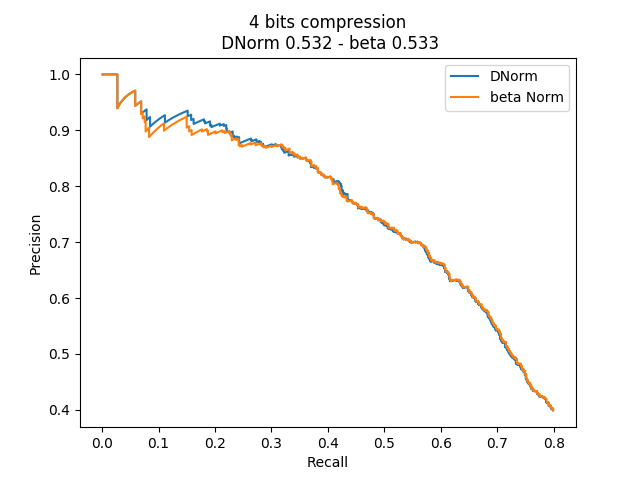 4 bits compression
DNorm 0.532 - beta 0.533
DNorm
beta Norm
Precision
1.0
0.9
0.8
0.7
0.6
0.5
0.4
0.0 0.1 0.2 0.3 0.4 0.5 0.6 0.7 0.8
Recall